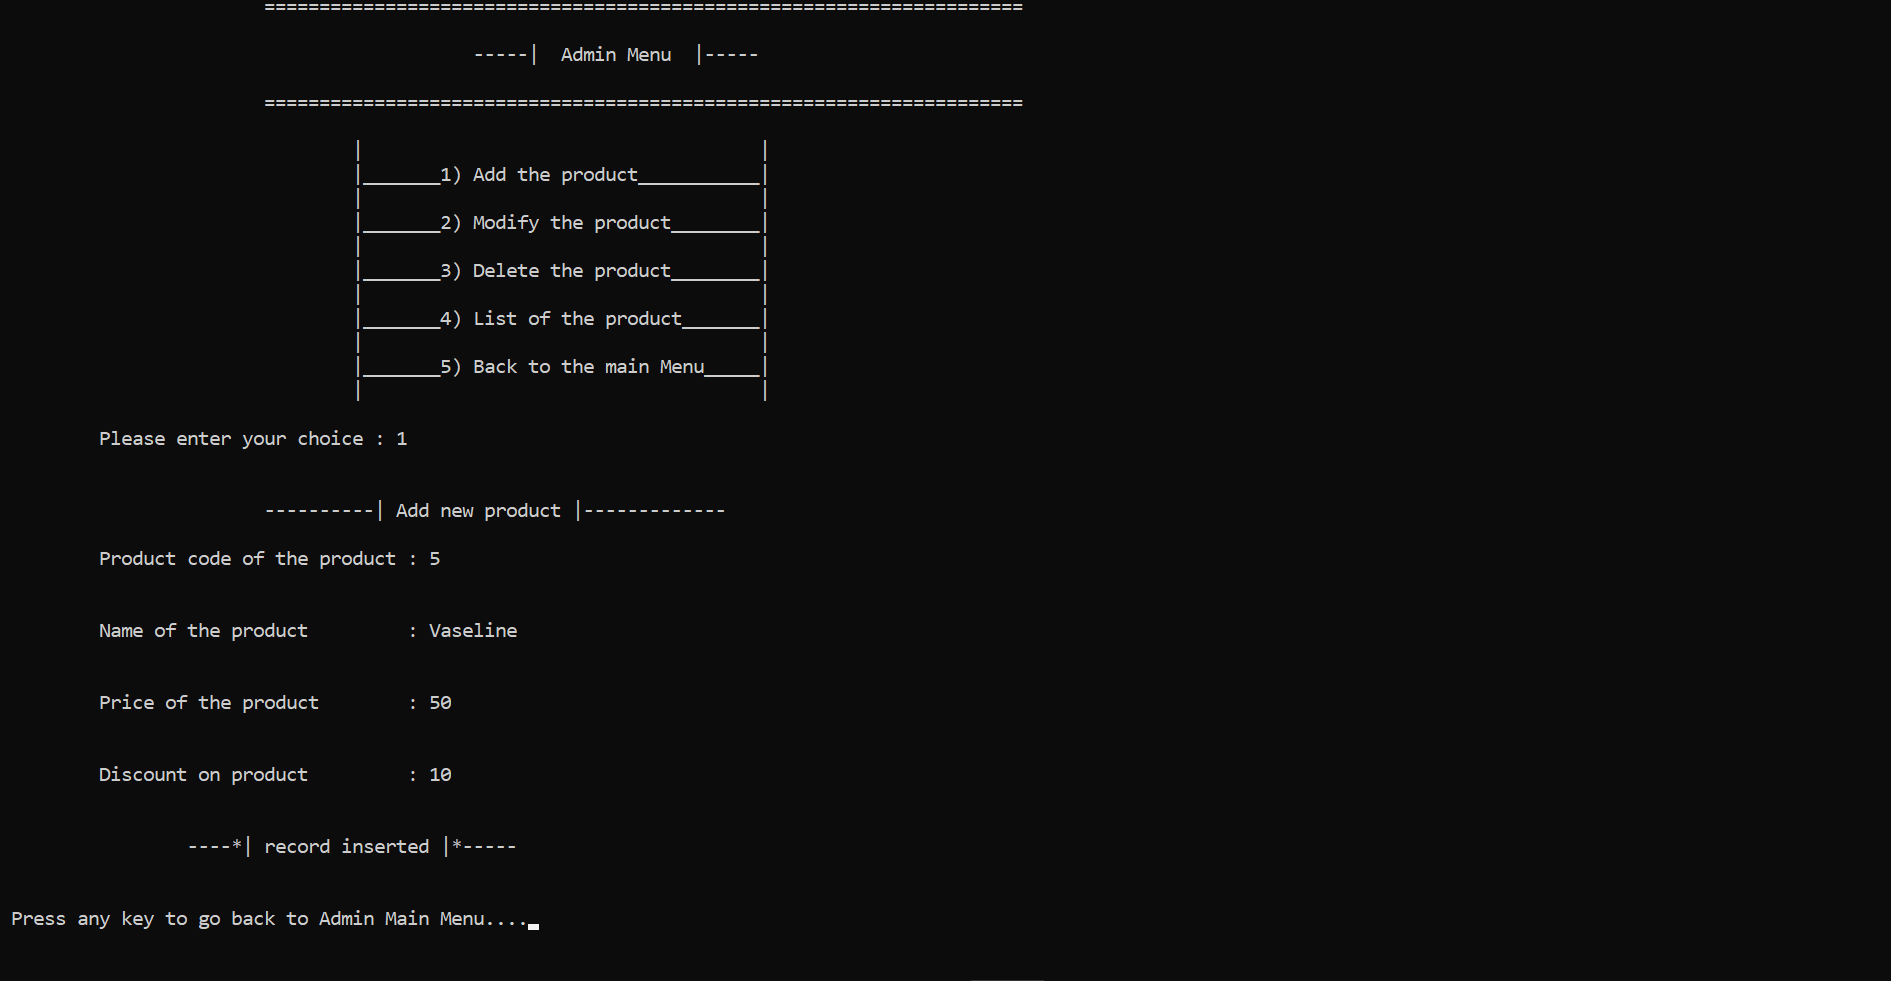 =====================================================================
-----|  Admin Menu  |-----
=====================================================================
|                                    |
|_______1) Add the product___________|
|                                    |
|_______2) Modify the product________|
|                                    |
|_______3) Delete the product________|
|                                    |
|_______4) List of the product_______|
|                                    |
|_______5) Back to the main Menu_____|
|                                    |
Please enter your choice : 1
----------| Add new product |-------------
Product code of the product : 5
Name of the product         : Vaseline
Price of the product        : 50
Discount on product         : 10
----*| record inserted |*-----
Press any key to go back to Admin Main Menu....